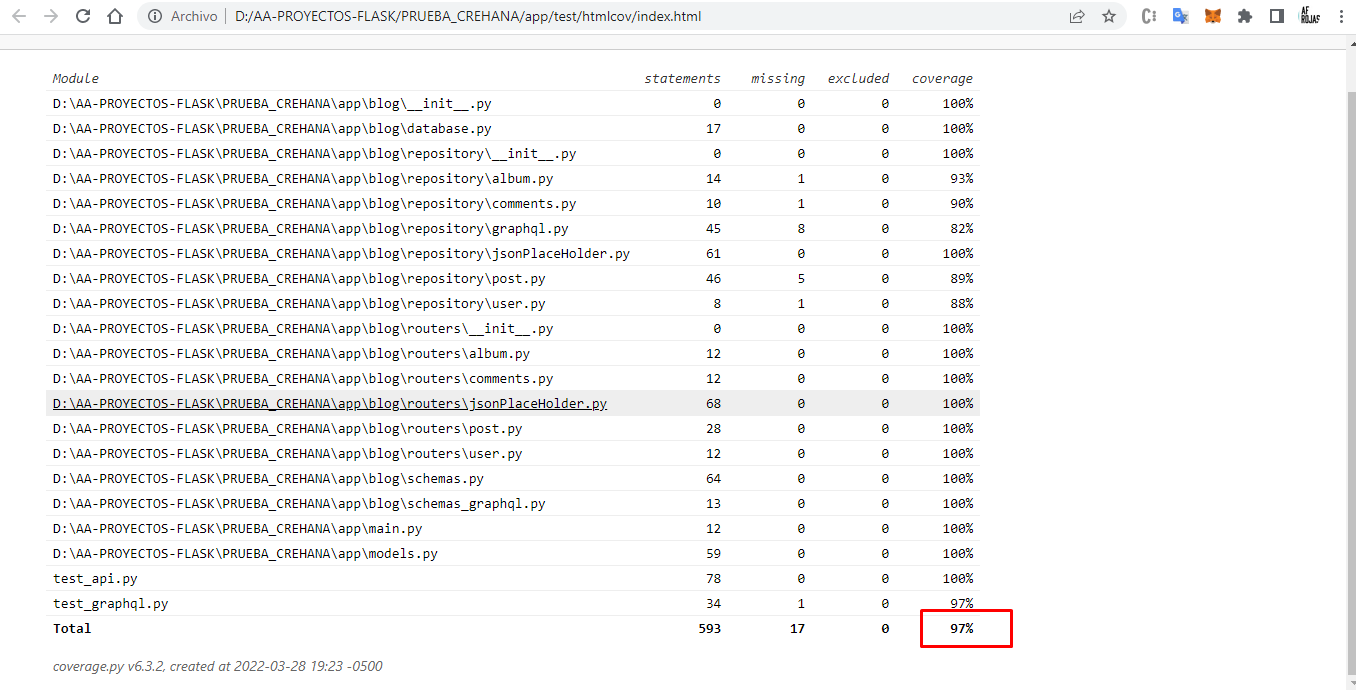 Archivo D:/AA-PROYECTOS-FLASK/PRUEBA_CREHANA/app/test/htmlcov/index.html AF ROJAS
Module statements missing excluded coverage
D:\AA-PROYECTOS-FLASK\PRUEBA_CREHANA\app\blog\__init__.py 0 0 0 100%
D:\AA-PROYECTOS-FLASK\PRUEBA_CREHANA\app\blog\database.py 17 0 0 100%
D:\AA-PROYECTOS-FLASK\PRUEBA_CREHANA\app\blog\repository\__init__.py 0 0 0 100%
D:\AA-PROYECTOS-FLASK\PRUEBA_CREHANA\app\blog\repository\album.py 14 1 0 93%
D:\AA-PROYECTOS-FLASK\PRUEBA_CREHANA\app\blog\repository\comments.py 10 1 0 90%
D:\AA-PROYECTOS-FLASK\PRUEBA_CREHANA\app\blog\repository\graphql.py 45 8 0 82%
D:\AA-PROYECTOS-FLASK\PRUEBA_CREHANA\app\blog\repository\jsonPlaceHolder.py 61 0 0 100%
D:\AA-PROYECTOS-FLASK\PRUEBA_CREHANA\app\blog\repository\post.py 46 5 0 89%
D:\AA-PROYECTOS-FLASK\PRUEBA_CREHANA\app\blog\repository\user.py 8 1 0 88%
D:\AA-PROYECTOS-FLASK\PRUEBA_CREHANA\app\blog\routers\__init__.py 0 0 0 100%
D:\AA-PROYECTOS-FLASK\PRUEBA_CREHANA\app\blog\routers\album.py 12 0 0 100%
D:\AA-PROYECTOS-FLASK\PRUEBA_CREHANA\app\blog\routers\comments.py 12 0 0 100%
D:\AA-PROYECTOS-FLASK\PRUEBA_CREHANA\app\blog\routers\jsonPlaceHolder.py 68 0 0 100%
D:\AA-PROYECTOS-FLASK\PRUEBA_CREHANA\app\blog\routers\post.py 28 0 0 100%
D:\AA-PROYECTOS-FLASK\PRUEBA_CREHANA\app\blog\routers\user.py 12 0 0 100%
D:\AA-PROYECTOS-FLASK\PRUEBA_CREHANA\app\blog\schemas.py 64 0 0 100%
D:\AA-PROYECTOS-FLASK\PRUEBA_CREHANA\app\blog\schemas_graphql.py 13 0 0 100%
D:\AA-PROYECTOS-FLASK\PRUEBA_CREHANA\app\main.py 12 0 0 100%
D:\AA-PROYECTOS-FLASK\PRUEBA_CREHANA\app\models.py 59 0 0 100%
test_api.py 78 0 0 100%
test_graphql.py 34 1 0 97%
Total 593 17 0 97%
coverage.py v6.3.2, created at 2022-03-28 19:23 -0500